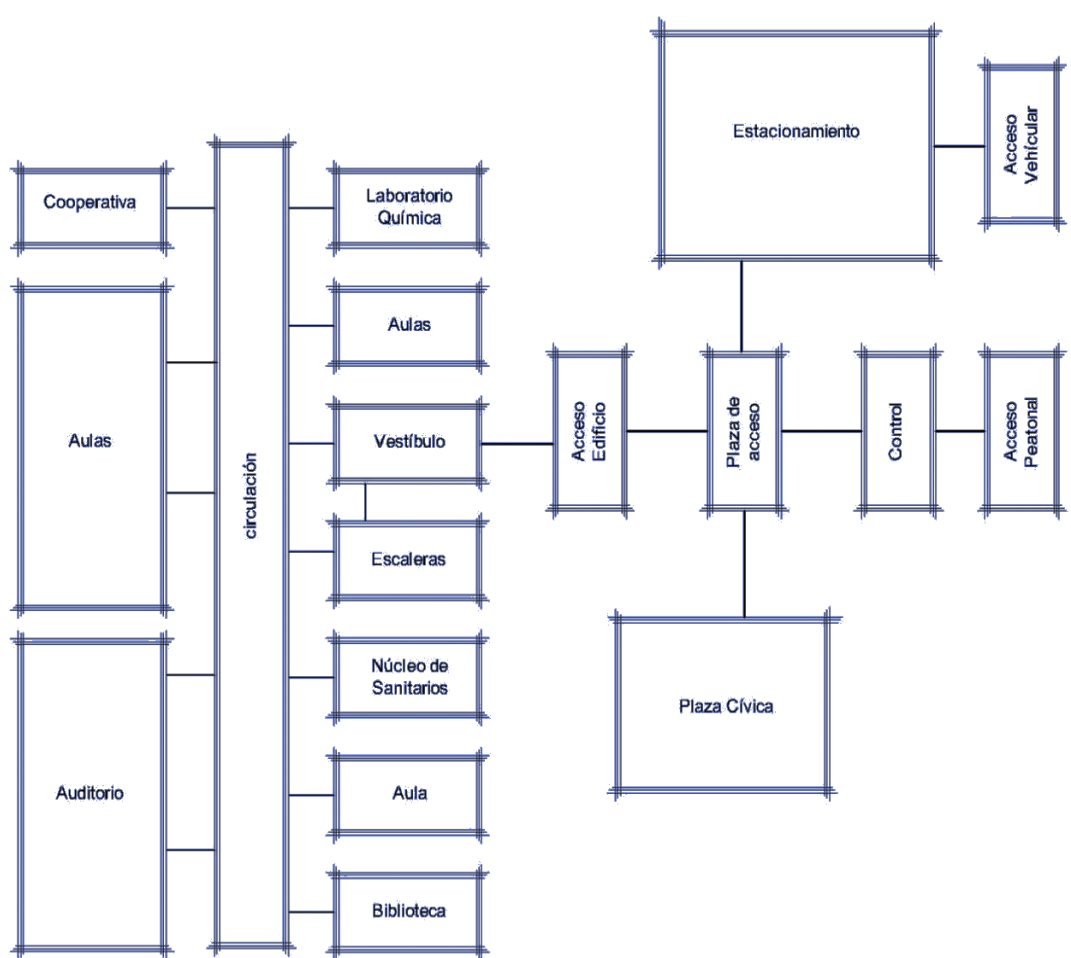 Estacionamiento
Acceso
Vehícular
Cooperativa
Laboratorio
Química
Aulas
Aulas
Vestíbulo
circulación
Escaleras
Acceso
Edificio
Plaza de
acceso
Control
Acceso
Peatonal
Núcleo de
Sanitarios
Plaza Cívica
Auditorio
Aula
Biblioteca